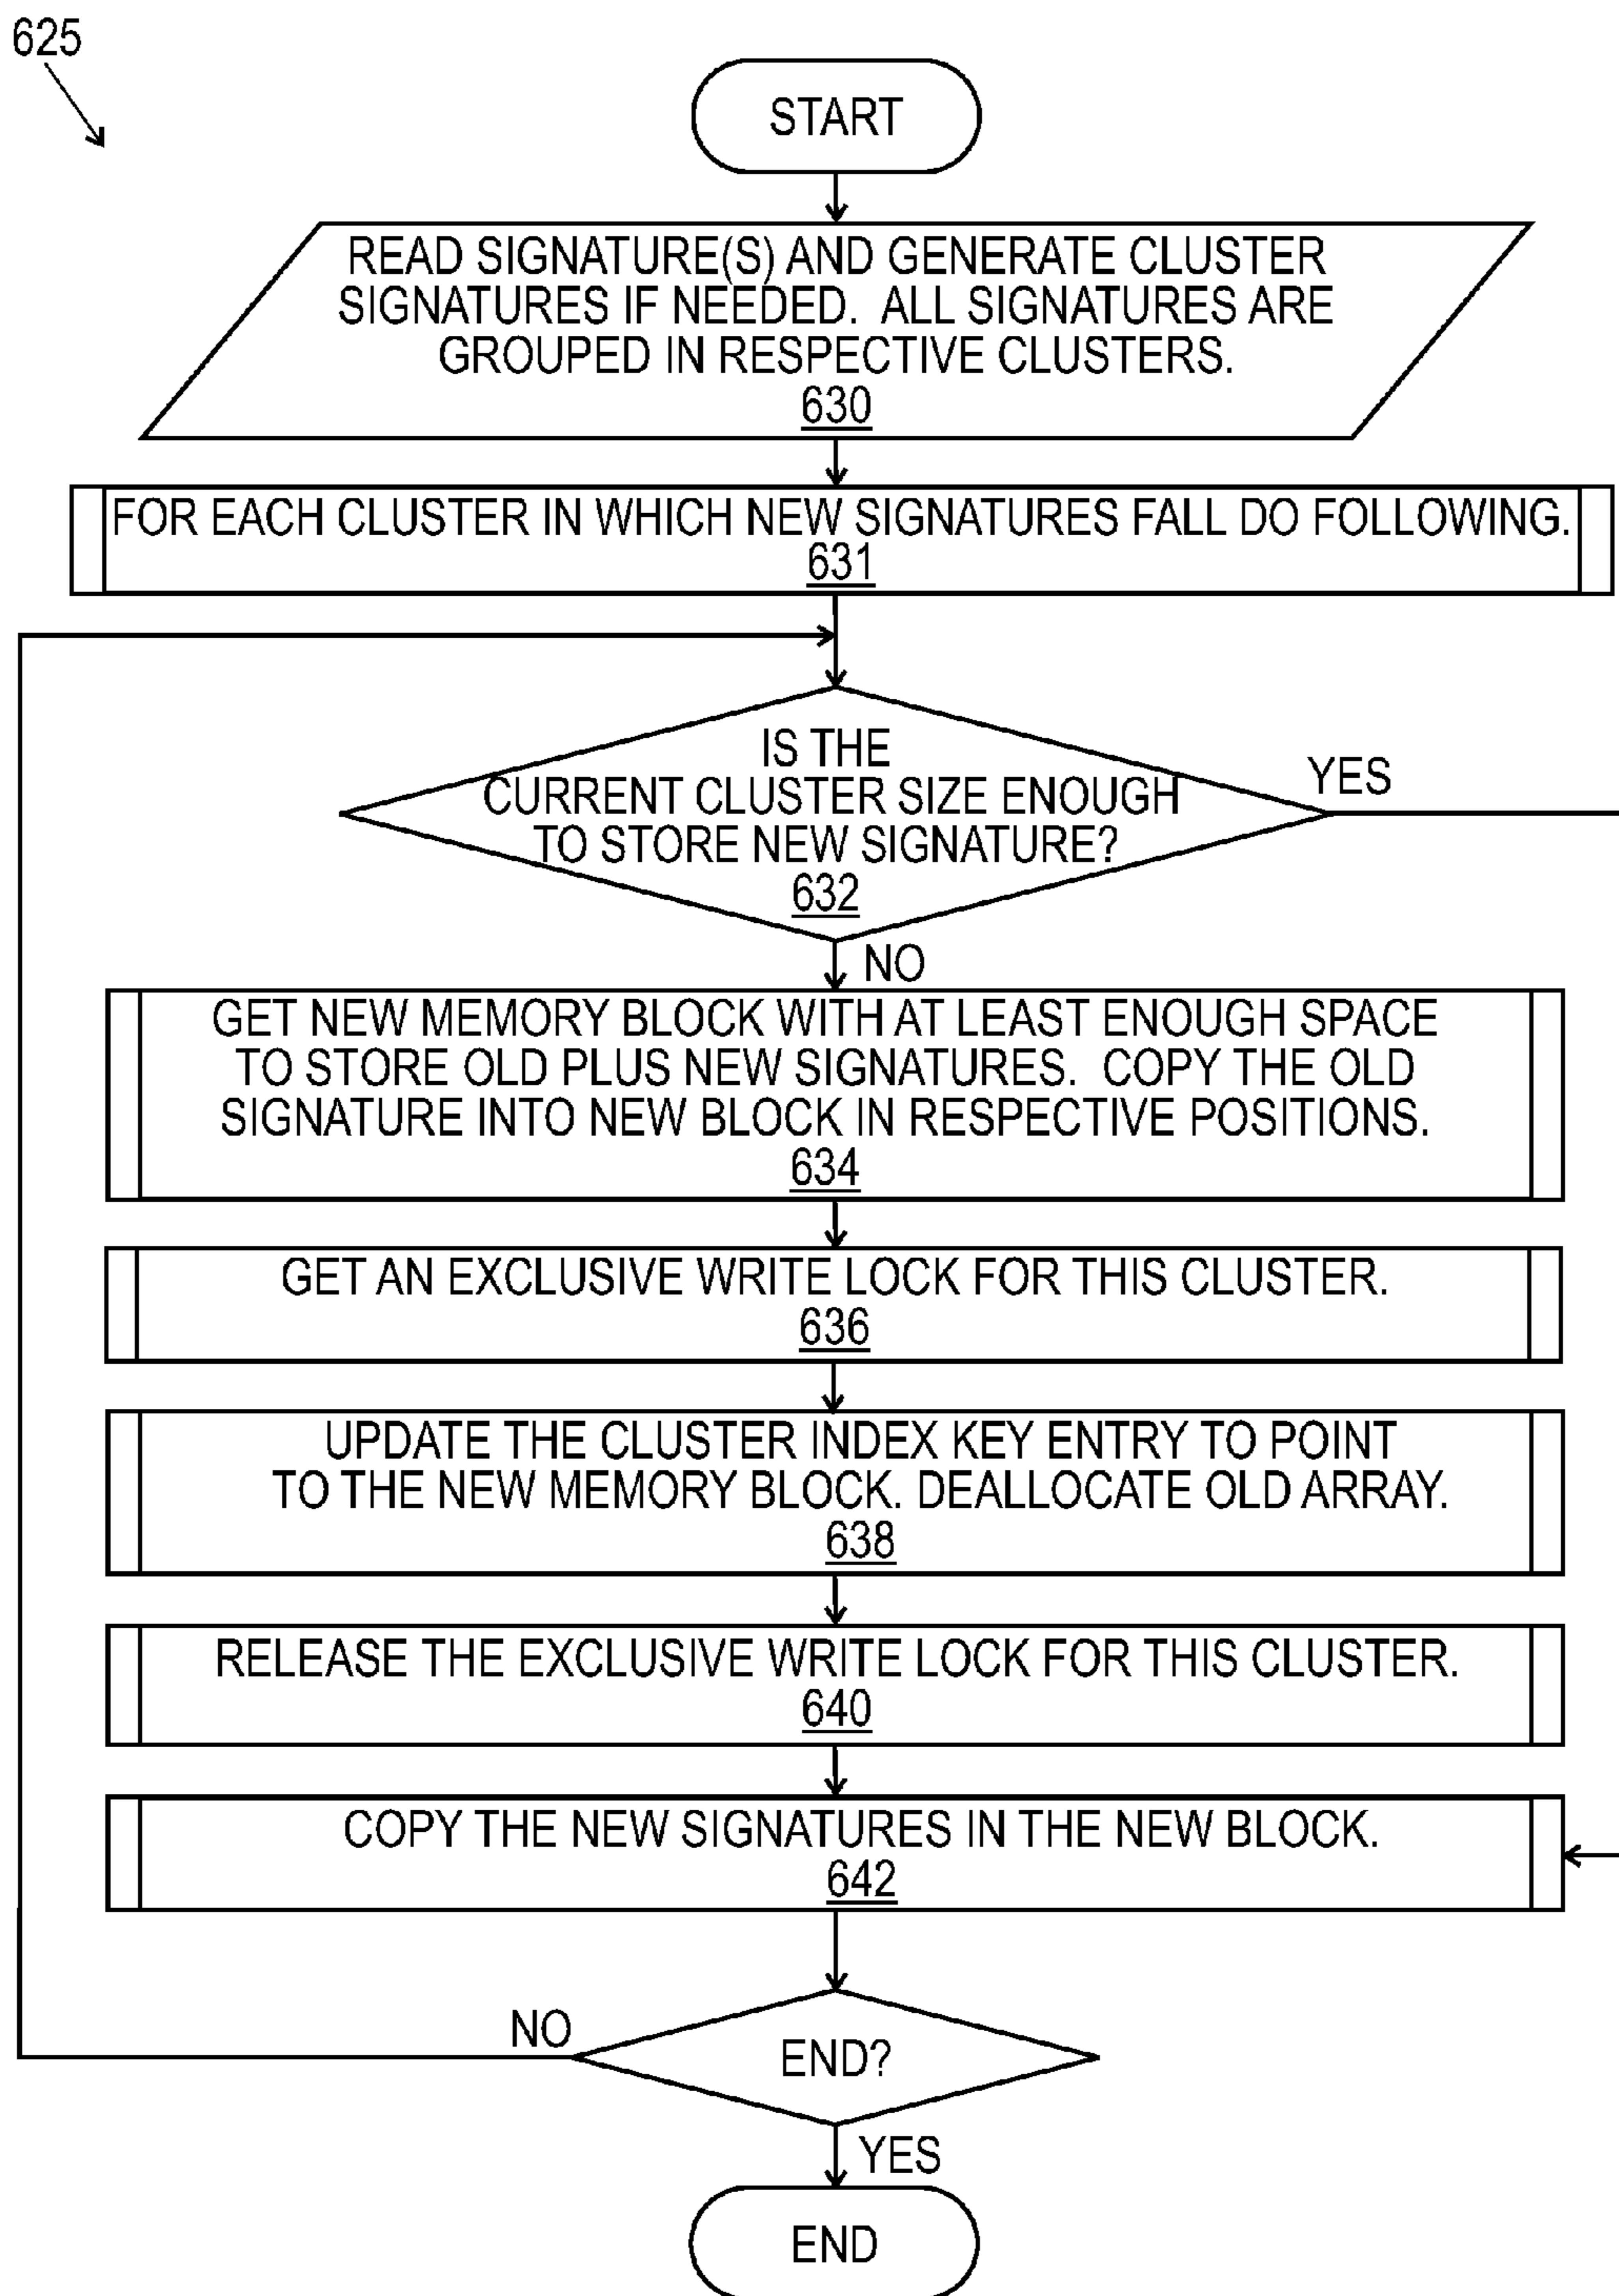 625
START
READ SIGNATURE(S) AND GENERATE CLUSTER
SIGNATURES IF NEEDED. ALL SIGNATURES ARE
GROUPED IN RESPECTIVE CLUSTERS.
630
FOR EACH CLUSTER IN WHICH NEW SIGNATURES FALL DO FOLLOWING.
631
IS THE
CURRENT CLUSTER SIZE ENOUGH
TO STORE NEW SIGNATURE?
632
YES
NO
GET NEW MEMORY BLOCK WITH AT LEAST ENOUGH SPACE
TO STORE OLD PLUS NEW SIGNATURES. COPY THE OLD
SIGNATURE INTO NEW BLOCK IN RESPECTIVE POSITIONS.
634
GET AN EXCLUSIVE WRITE LOCK FOR THIS CLUSTER.
636
UPDATE THE CLUSTER INDEX KEY ENTRY TO POINT
TO THE NEW MEMORY BLOCK. DEALLOCATE OLD ARRAY.
638
RELEASE THE EXCLUSIVE WRITE LOCK FOR THIS CLUSTER.
640
COPY THE NEW SIGNATURES IN THE NEW BLOCK.
642
NO
END?
YES
END